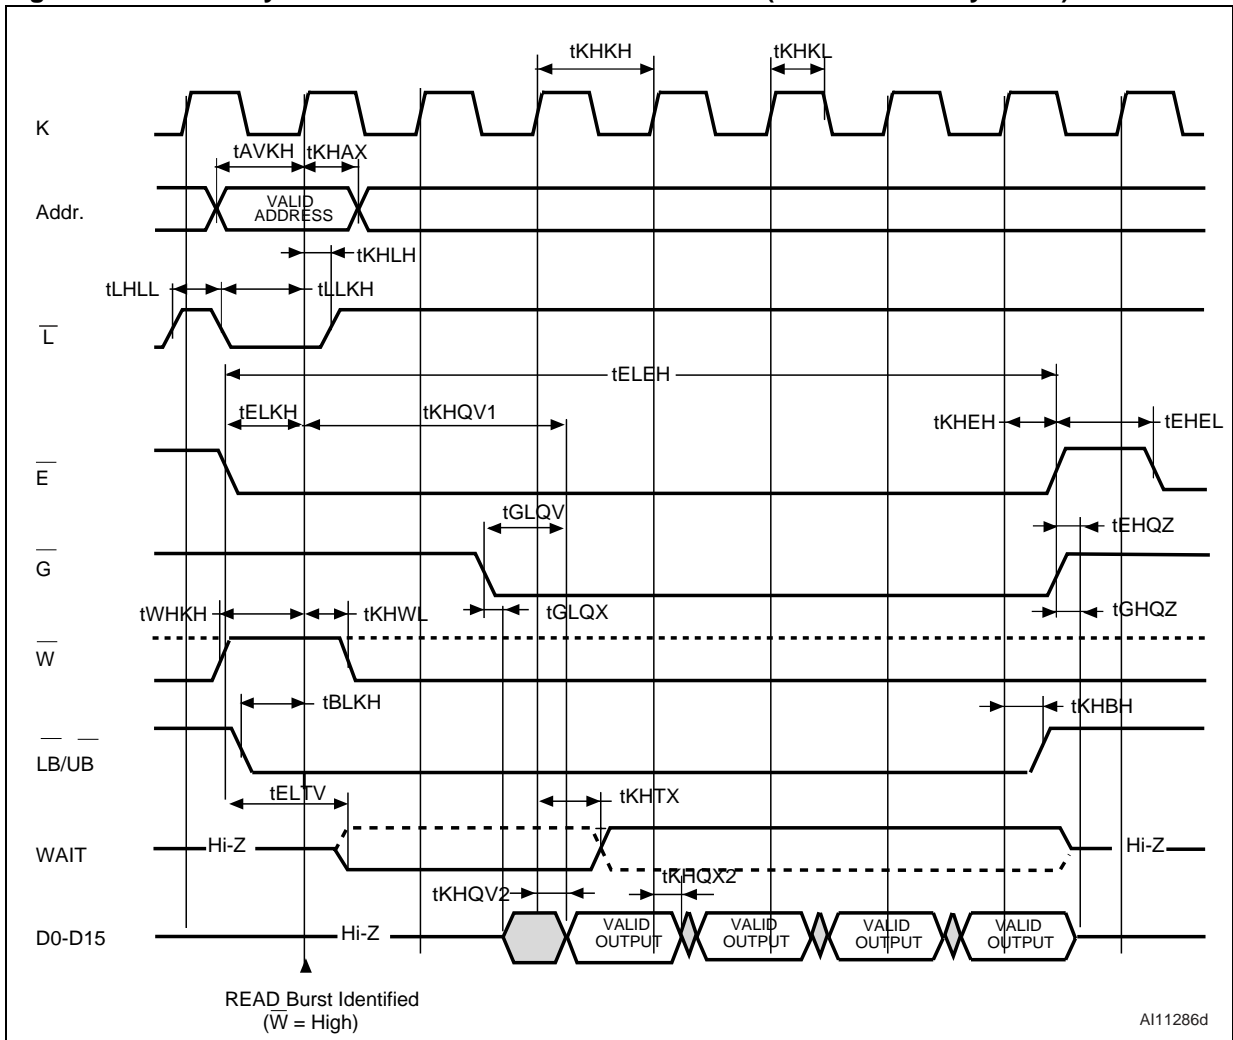 tKHKH tKHKL
K
tAVKH tKHAX
Addr.
VALID
ADDRESS
tKHLH
tLHLL tLLKH
L
tELEH
tELKH tKHQV1 tKHEH tEHEL
E
tGLQV
tEHQZ
G
tWHKH tKHWL tGLQX tGHQZ
W
tBLKH tKHBH
LB/UB
tELTV tKHTX
WAIT Hi-Z Hi-Z
tKHQV2 tKHQX2
D0-D15 Hi-Z
VALID OUTPUT VALID OUTPUT VALID OUTPUT VALID OUTPUT
READ Burst Identified
(W = High)
AI11286d